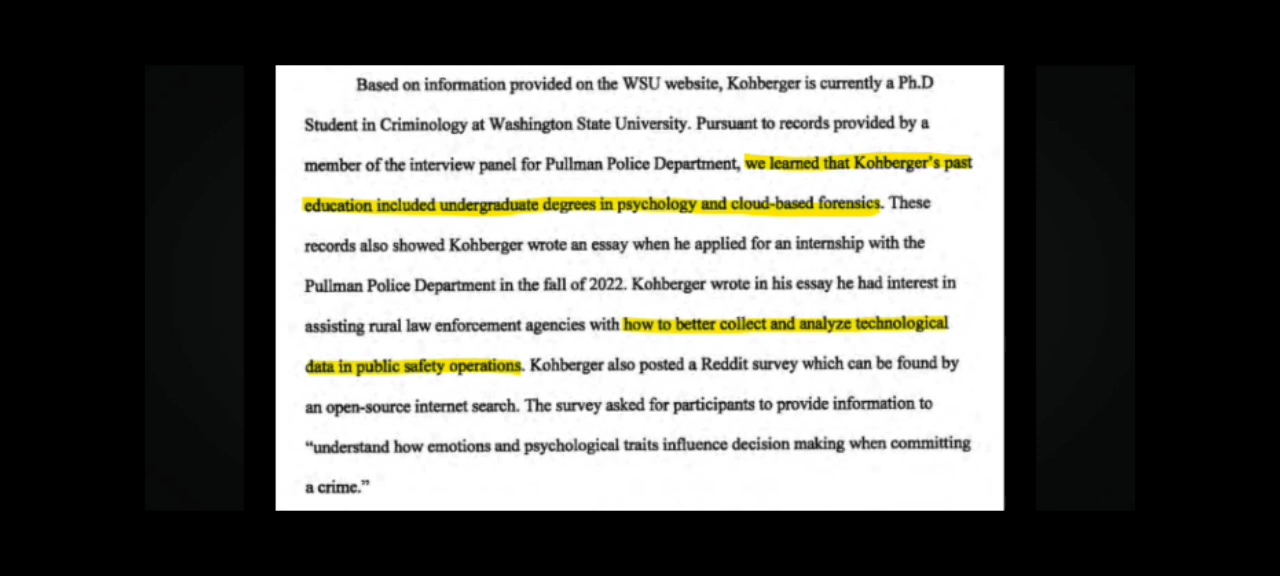 Based on information provided on the WSU website, Kohberger is currently a Ph.D
Student in Criminology at Washington State University. Pursuant to records provided by a
member of the interview panel for Pullman Police Department, we learned that Kohberger's past
education included undergraduate degrees in psychology and cloud-based forensics. These
records also showed Kohberger wrote an essay when he applied for an internship with the
Pullman Police Department in the fall of 2022. Kohberger wrote in his essay he had interest in
assisting rural law enforcement agencies with how to better collect and analyze technological
data in public safety operations. Kohberger also posted a Reddit survey which can be found by
an open-source internet search. The survey asked for participants to provide information to
“understand how emotions and psychological traits influence decision making when committing
a crime.”